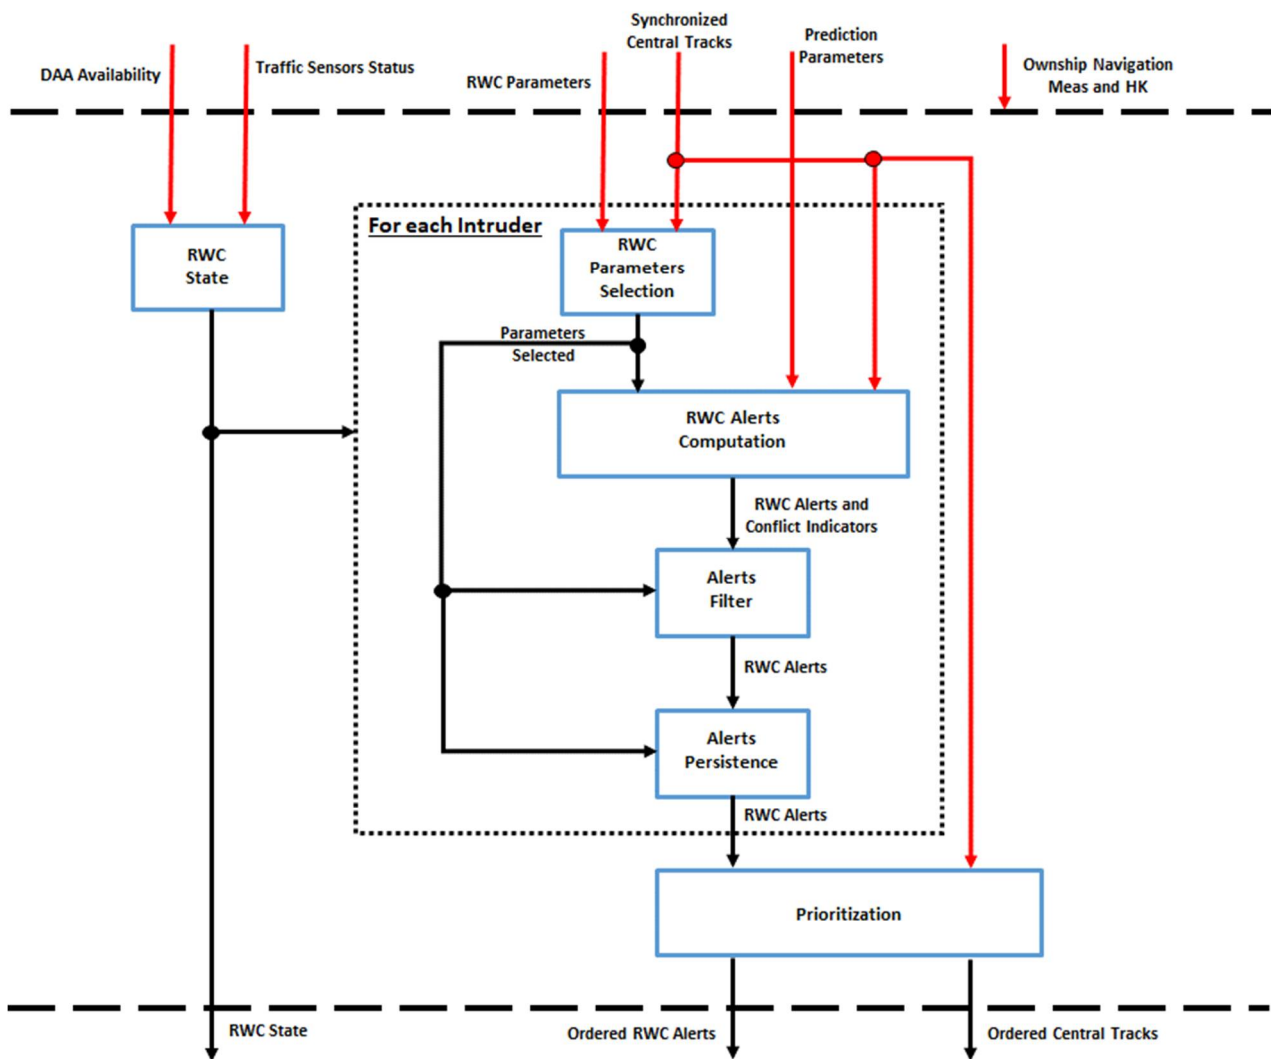 Synchronized
Central Tracks
Prediction
Parameters
DAA Availability
Traffic Sensors Status
RWC Parameters
Ownship Navigation
Meas and HK
For each Intruder
RWC
State
RWC
Parameters
Selection
Parameters
Selected
RWC Alerts
Computation
RWC Alerts and
Conflict Indicators
Alerts
Filter
RWC Alerts
Alerts
Persistence
RWC Alerts
Prioritization
RWC State
Ordered RWC Alerts
Ordered Central Tracks